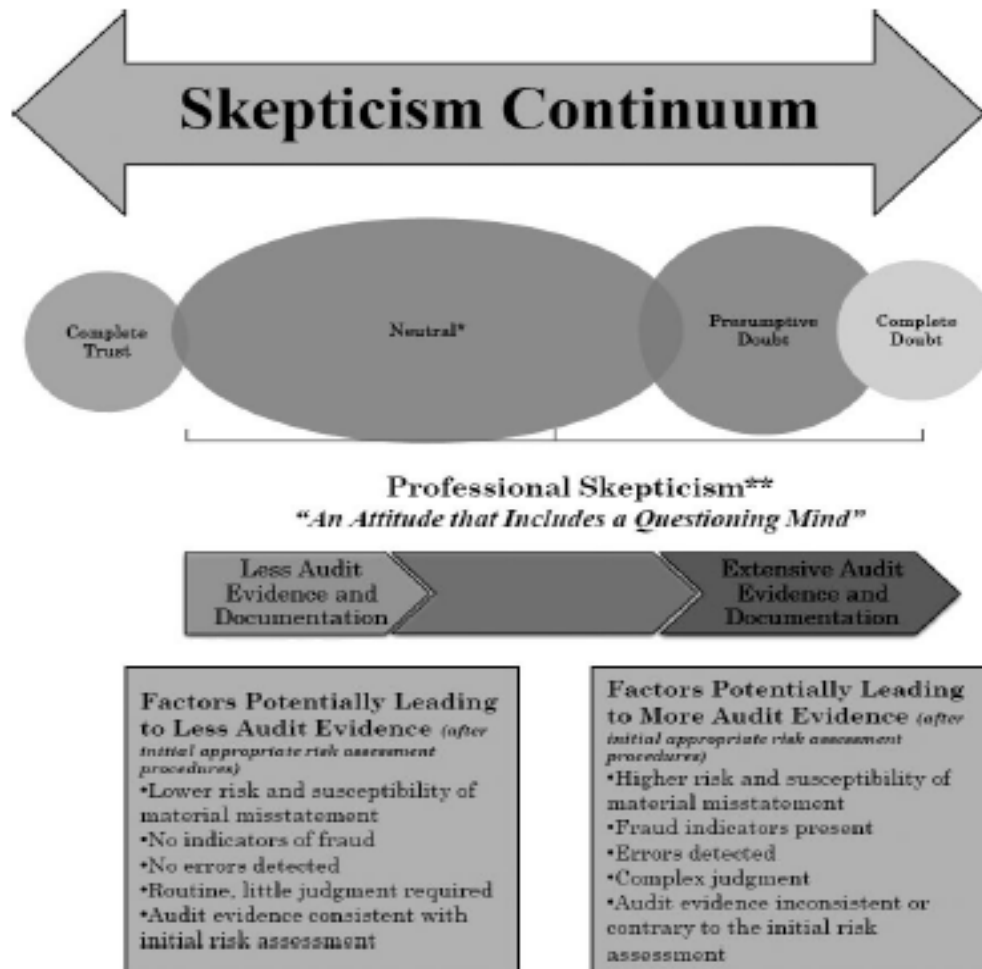 Skepticism Continuum
Complete
Trust
Neutral*
Presumptive
Doubt
Complete
Doubt
Professional Skepticism**
“An Attitude that Includes a Questioning Mind”
Less Audit
Evidence and
Documentation
Extensive Audit
Evidence and
Documentation
Factors Potentially Leading
to Less Audit Evidence (after
initial appropriate risk assessment
procedures)
•Lower risk and susceptibility of
material misstatement
•No indicators of fraud
•No errors detected
•Routine, little judgment required
•Audit evidence consistent with
initial risk assessment
Factors Potentially Leading
to More Audit Evidence (after
initial appropriate risk assessment
procedures)
•Higher risk and susceptibility of
material misstatement
•Fraud indicators present
•Errors detected
•Complex judgment
•Audit evidence inconsistent or
contrary to the initial risk
assessment